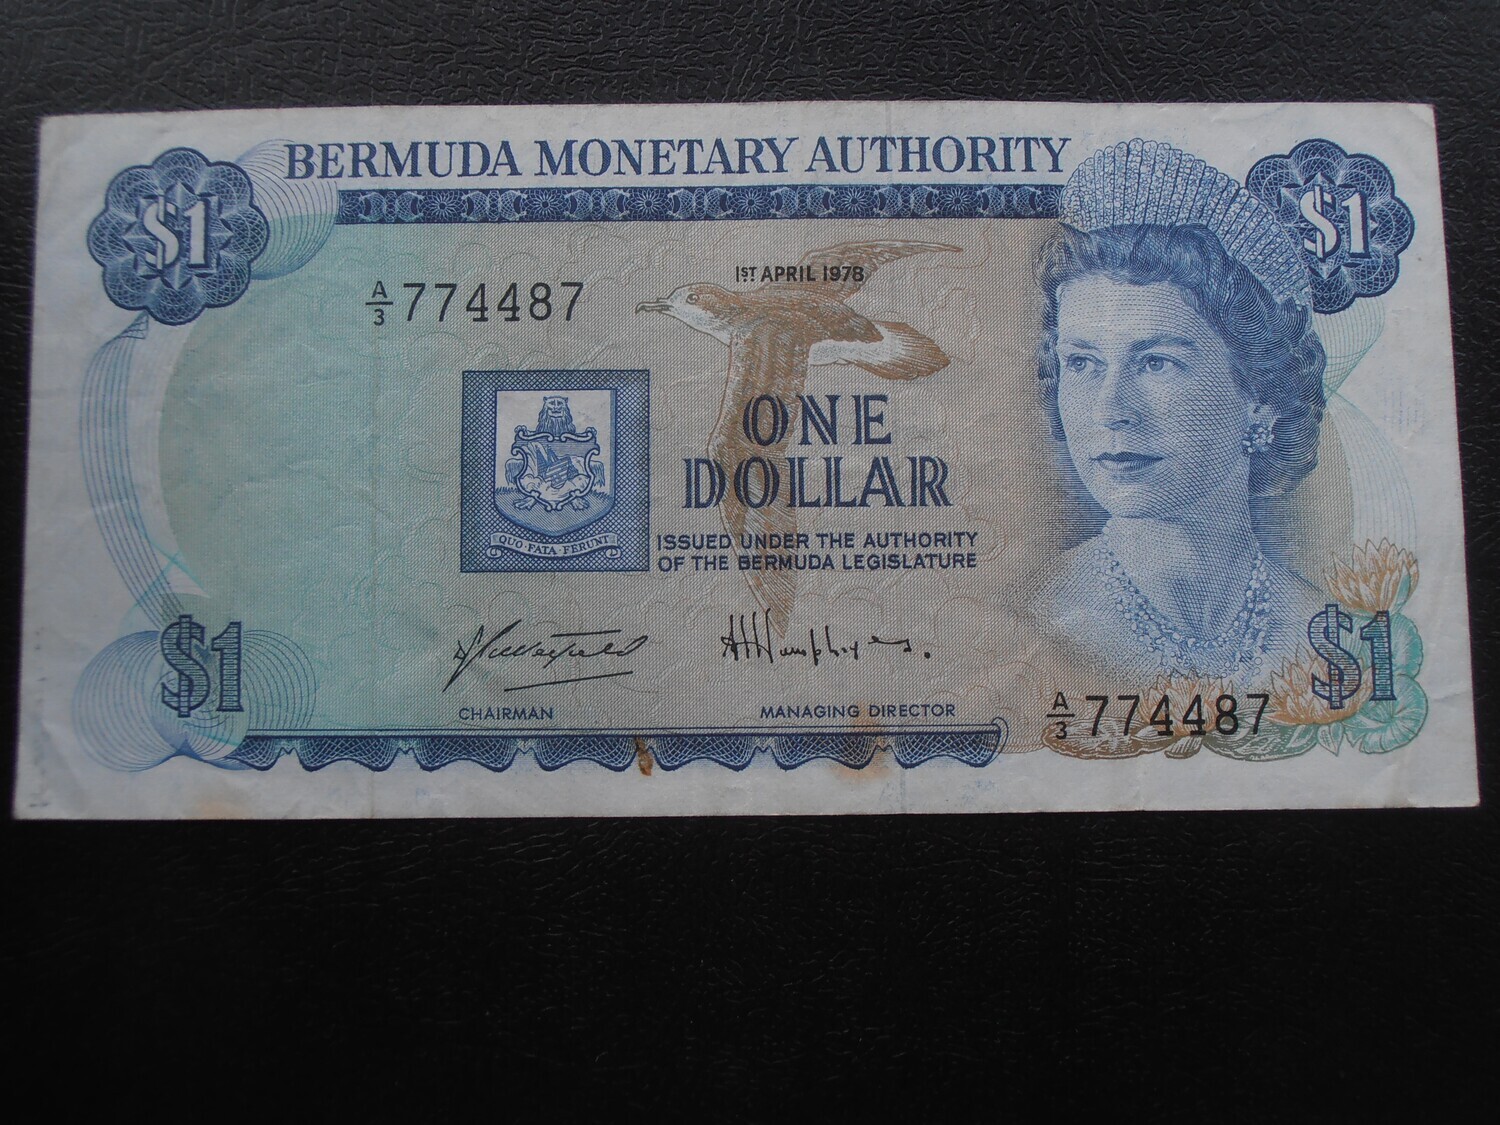 BERMUDA MONETARY AUTHORITY
$1
$1
1ST APRIL 1978
A/3 774487
ONE
DOLLAR
QUO FATA FERUNT
ISSUED UNDER THE AUTHORITY
OF THE BERMUDA LEGISLATURE
CHAIRMAN
MANAGING DIRECTOR
$1
$1
A/3 774487